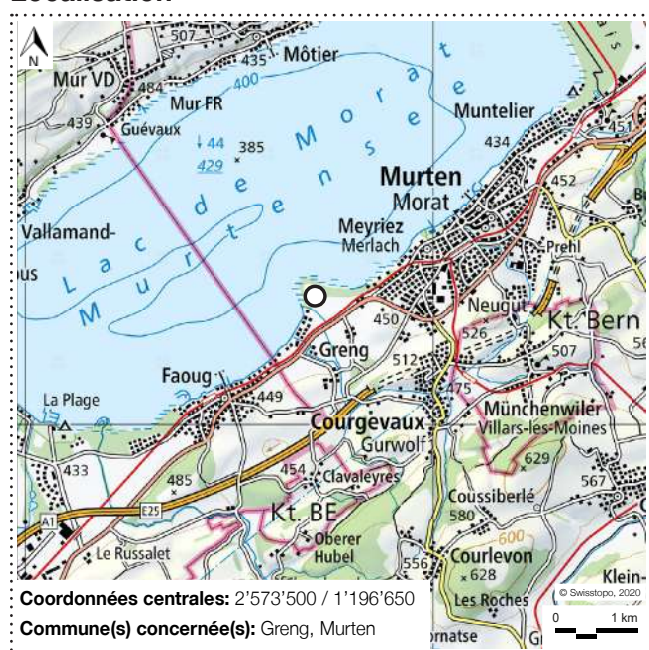 N
507
Môtier
435
Mur VD
484
400
Mur FR
439
Guévaux
44
429
385
Lac de Morat
Murtensee
Muntelier
434
451
452
Murten
Morat
Meyriez
Merlach
Vallamand-
ous
Prehl
450
Neugut
526
Kt. Bern
Greng
512
507
Faoug
475
449
La Plage
Courgevaux
Gurwolf
Münchenwiler
Villars-les-Moines
629
433
485
454
Clavaleyres
567
Coussiberlé
580
600
A1
E25
Kt. BE
Oberer
Hubel
Le Russalet
556
Courlevon
628
Les Roches
Klein-
ornatse
© Swisstopo, 2020
0 1 km
Coordonnées centrales: 2’573’500 / 1’196’650
Commune(s) concernée(s): Greng, Murten